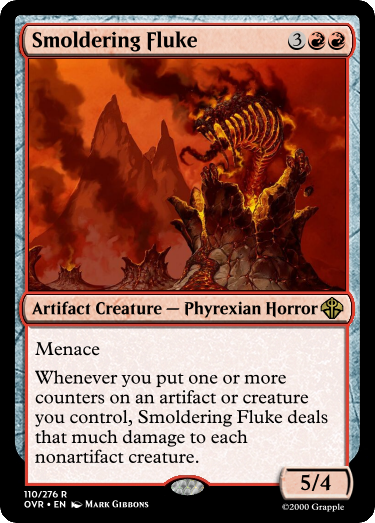 Smoldering Fluke 3
Artifact Creature — Phyrexian Horror
Menace
Whenever you put one or more
counters on an artifact or creature
you control, Smoldering Fluke deals
that much damage to each
nonartifact creature.
5/4
110/276 R
OVR • EN Mark Gibbons
©2000 Grapple